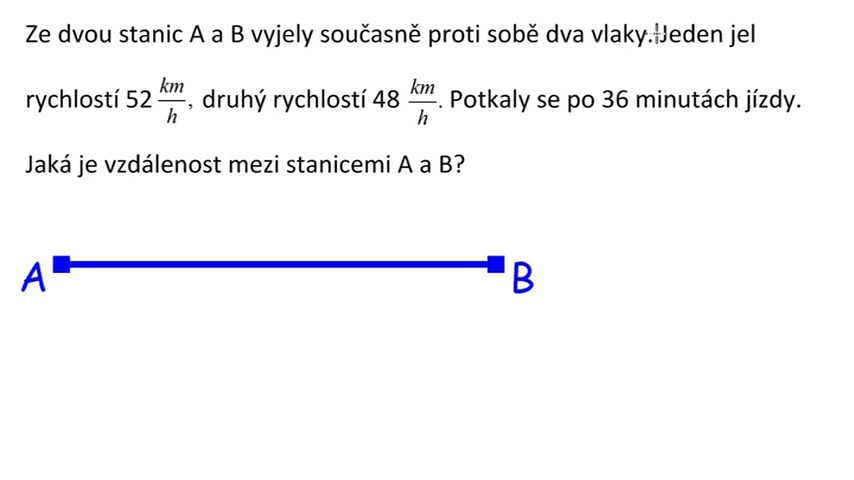 Ze dvou stanic A a B vyjely současně proti sobě dva vlaky. Jeden jel
rychlostí 52 km/h, druhý rychlostí 48 km/h. Potkaly se po 36 minutách jízdy.
Jaká je vzdálenost mezi stanicemi A a B?
A B